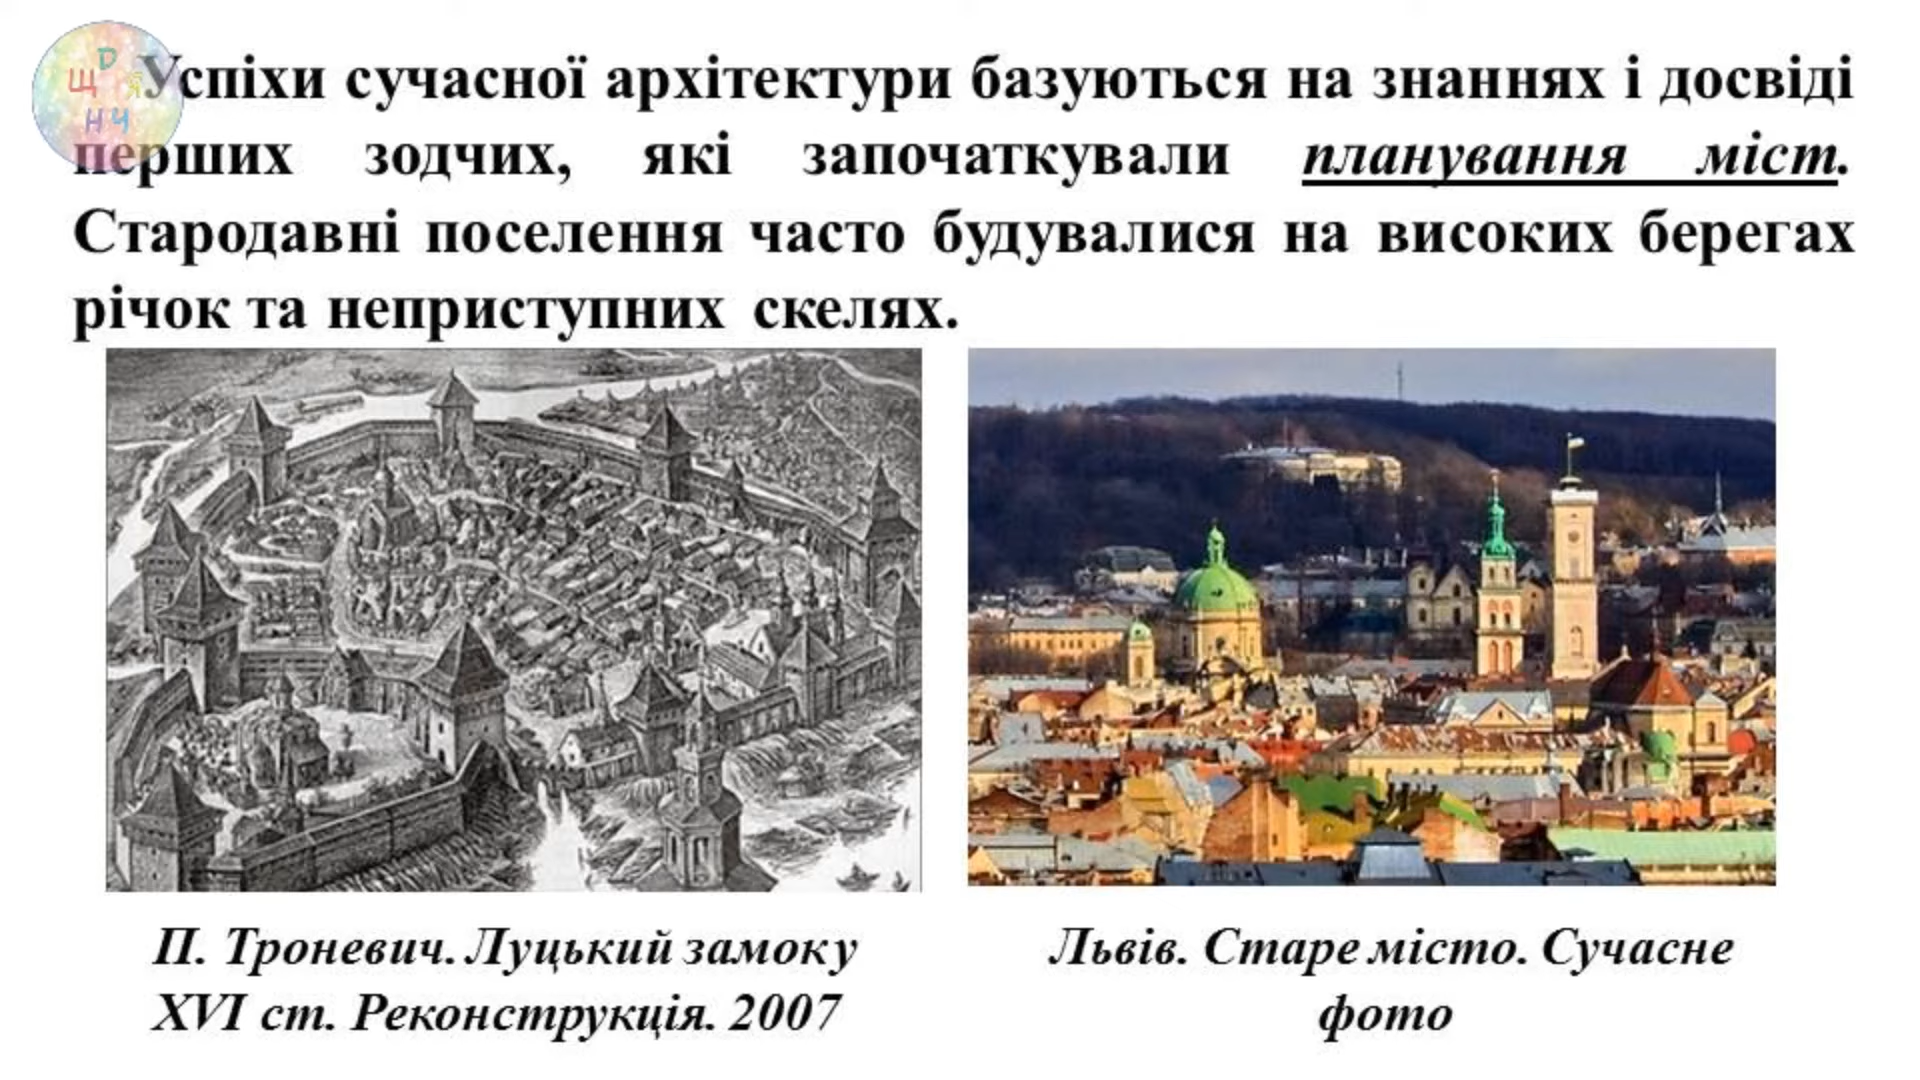 Успіхи сучасної архітектури базуються на знаннях і досвіді
перших зодчих, які започаткували планування міст.
Стародавні поселення часто будувалися на високих берегах
річок та неприступних скелях.
П. Троневич. Луцький замок у
XVI ст. Реконструкція. 2007
Львів. Старе місто. Сучасне
фото